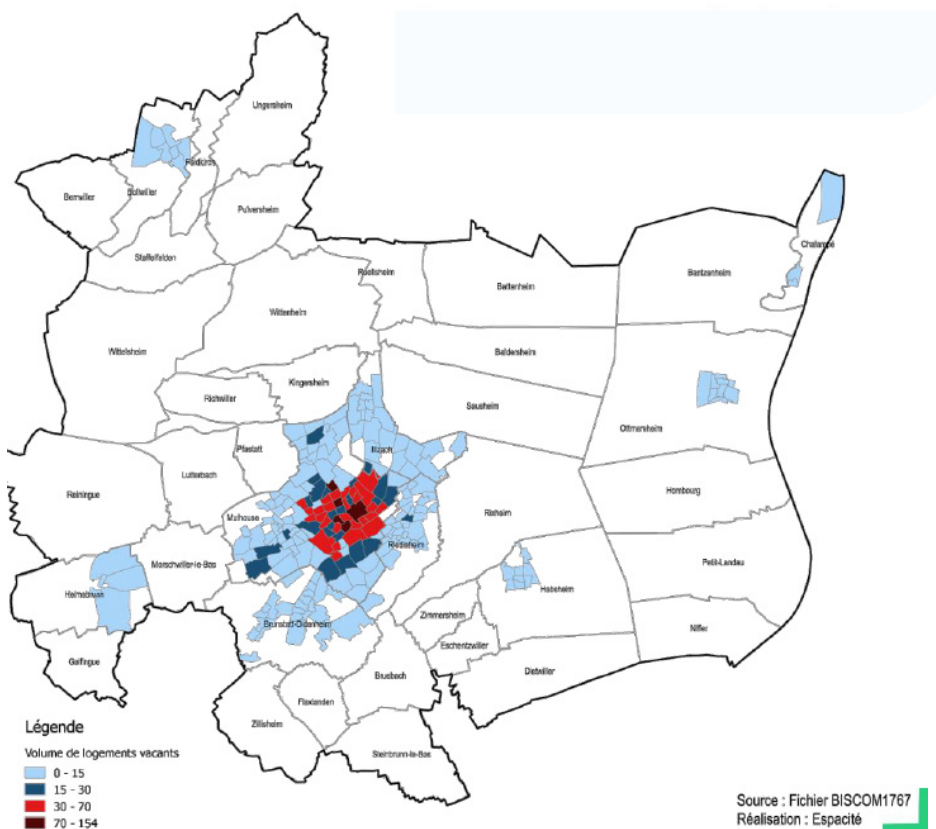 Ungersheim
Feldkirch
Bollwiller
Berrwiller
Pulversheim
Staffelfelden
Chalampé
Ruelisheim
Battenheim
Bantzenheim
Wittenheim
Wittelsheim
Baldersheim
Kingersheim
Richwiller
Sausheim
Ottmarsheim
Pfastatt
Illzach
Lutterbach
Reiningue
Hombourg
Mulhouse
Rixheim
Riedisheim
Morschwiller-le-Bas
Petit-Landau
Heimsbrunn
Habsheim
Zimmersheim
Brunstatt-Didenheim
Niffer
Eschentzwiller
Galfingue
Dietwiller
Bruebach
Flaxlanden
Zillisheim
Steinbrunn-le-Bas
Légende
Volume de logements vacants
0 - 15
15 - 30
30 - 70
70 - 154
Source : Fichier BISCOM1767
Réalisation : Espacité